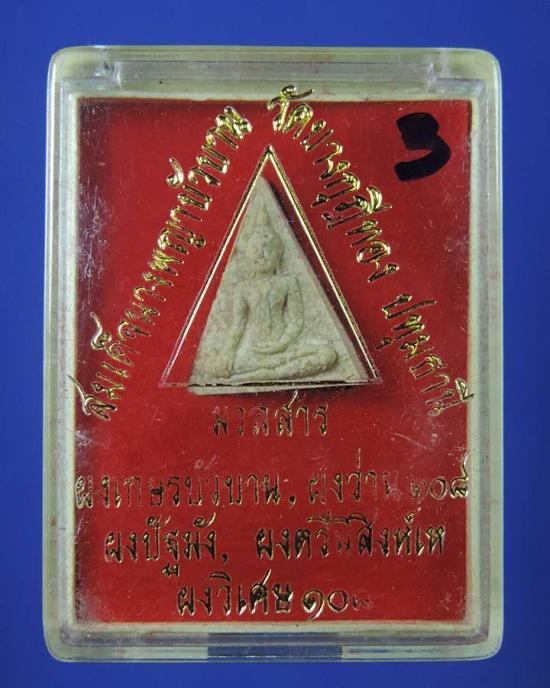 สมเด็จนางพญาบัวบาน
วัดบางกุฎีทอง ปทุมธานี
มวลสาร
ผงเกษรบัวบาน, ผงว่าน ๑๐๘
ผงปัฐมัง, ผงตรีนิสิงห์เห
ผงวิเศษ